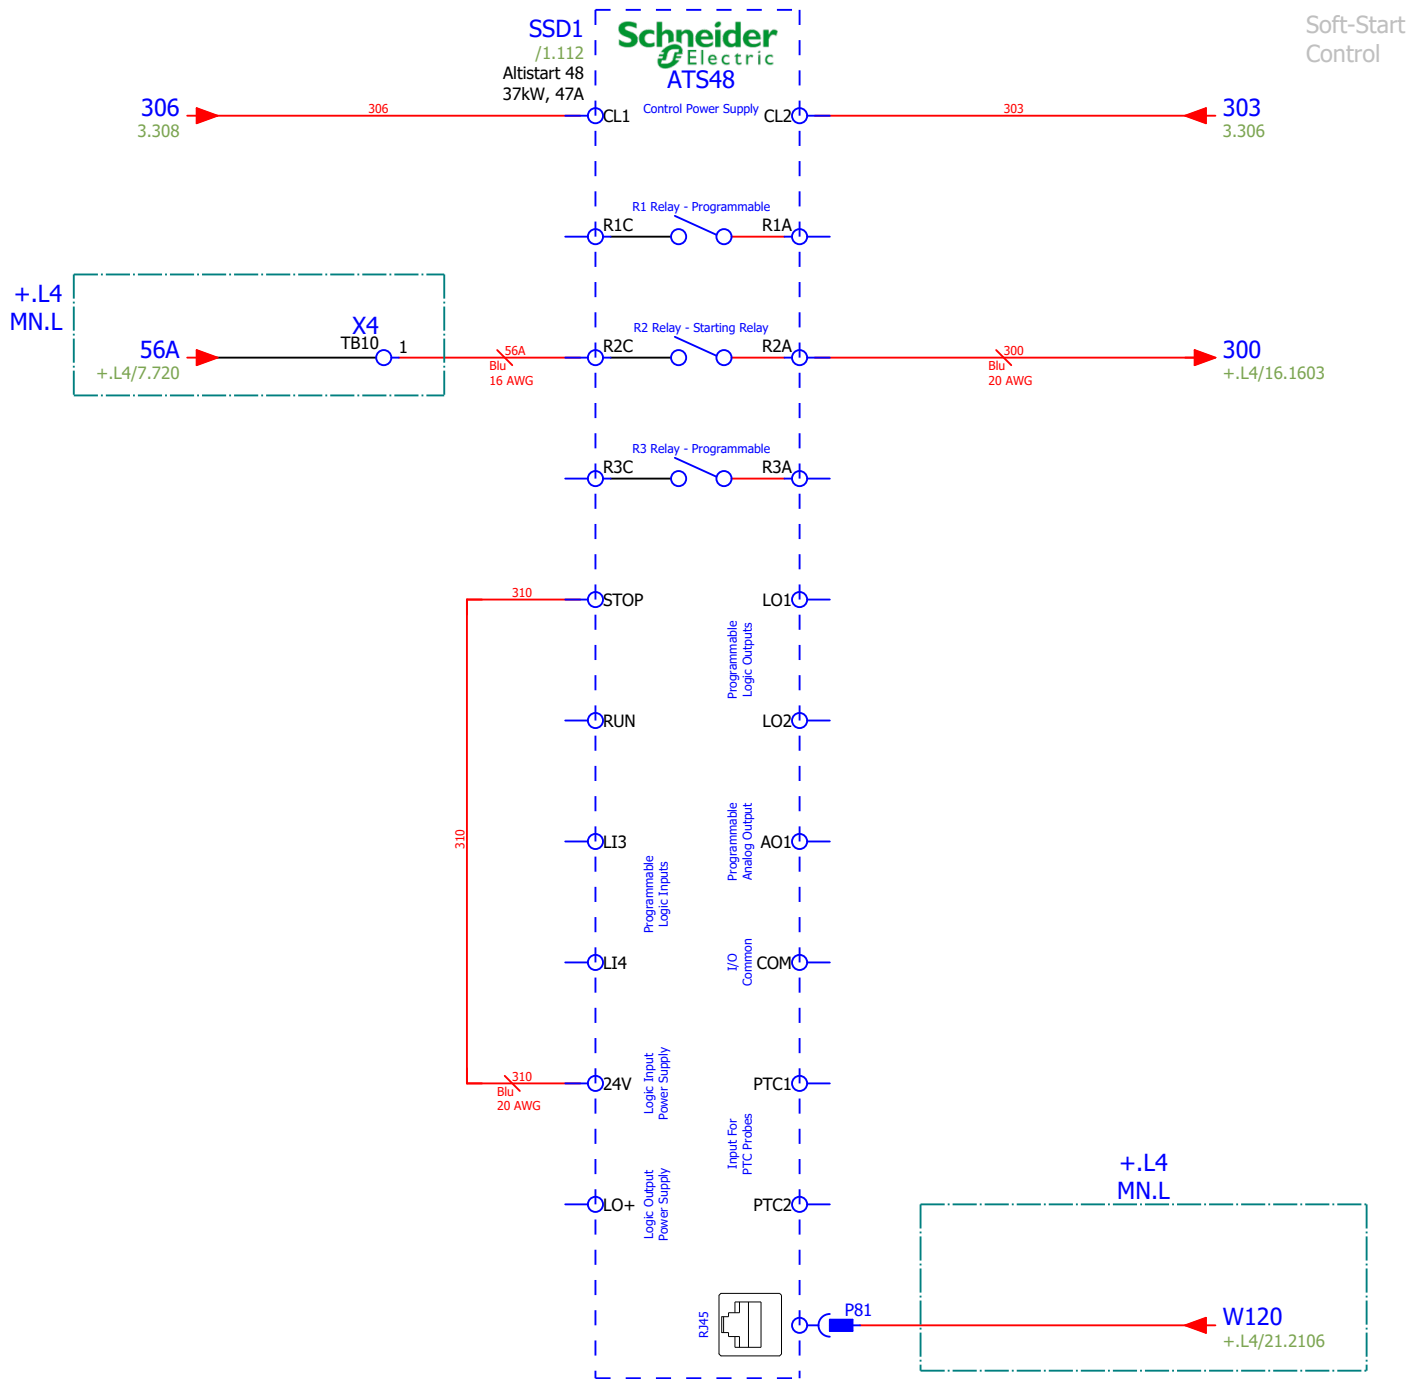 Soft-Start
Control
SSD1
/1.112
Altistart 48
37kW, 47A
Schneider
Electric
ATS48
306
3.308
306
CL1
Control Power Supply
CL2
303
303
3.306
R1 Relay - Programmable
R1C
R1A
+.L4
MN.L
56A
+.L4/7.720
X4
TB10
1
56A
Blu
16 AWG
R2 Relay - Starting Relay
R2C
R2A
300
Blu
20 AWG
300
+.L4/16.1603
R3 Relay - Programmable
R3C
R3A
310
STOP
LO1
Programmable
Logic Outputs
RUN
LO2
310
LI3
Programmable
Analog Output
AO1
Programmable
Logic Inputs
LI4
I/O
Common
COM
310
Blu
20 AWG
24V
Logic Input
Power Supply
PTC1
Input For
PTC Probes
LO+
Logic Output
Power Supply
PTC2
+.L4
MN.L
RJ45
P81
W120
+.L4/21.2106